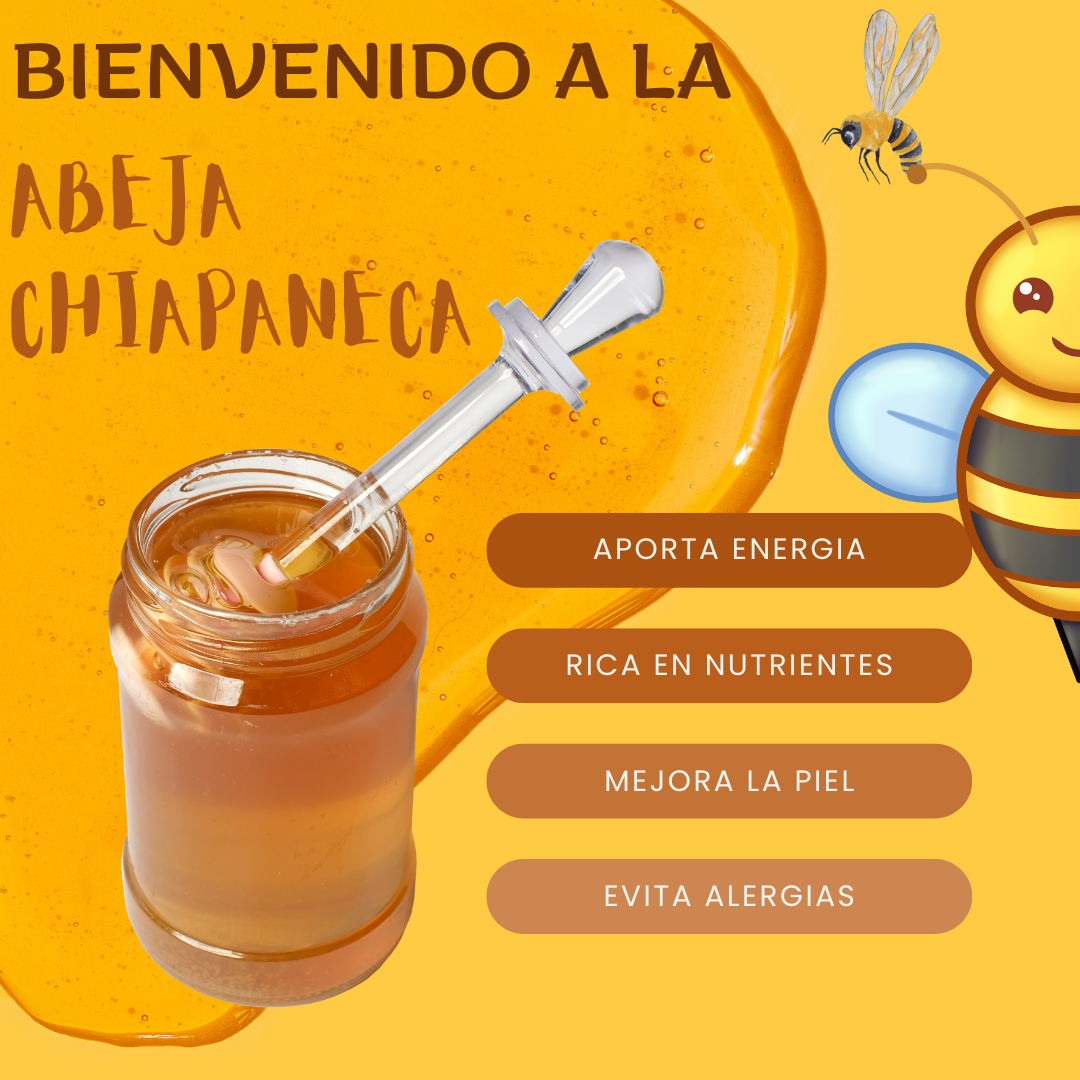 BIENVENIDO A LA
ABEJA
CHIAPANECA
APORTA ENERGIA
RICA EN NUTRIENTES
MEJORA LA PIEL
EVITA ALERGIAS